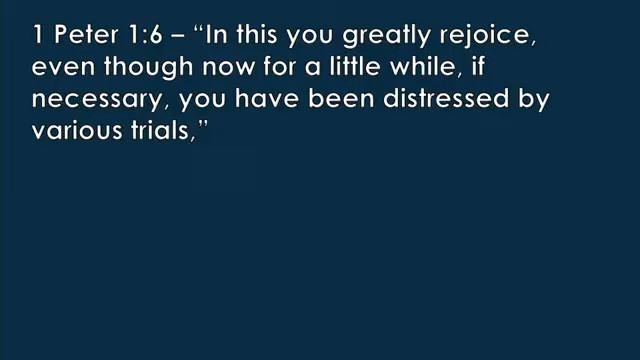 1 Peter 1:6 – “In this you greatly rejoice,
even though now for a little while, if
necessary, you have been distressed by
various trials,”